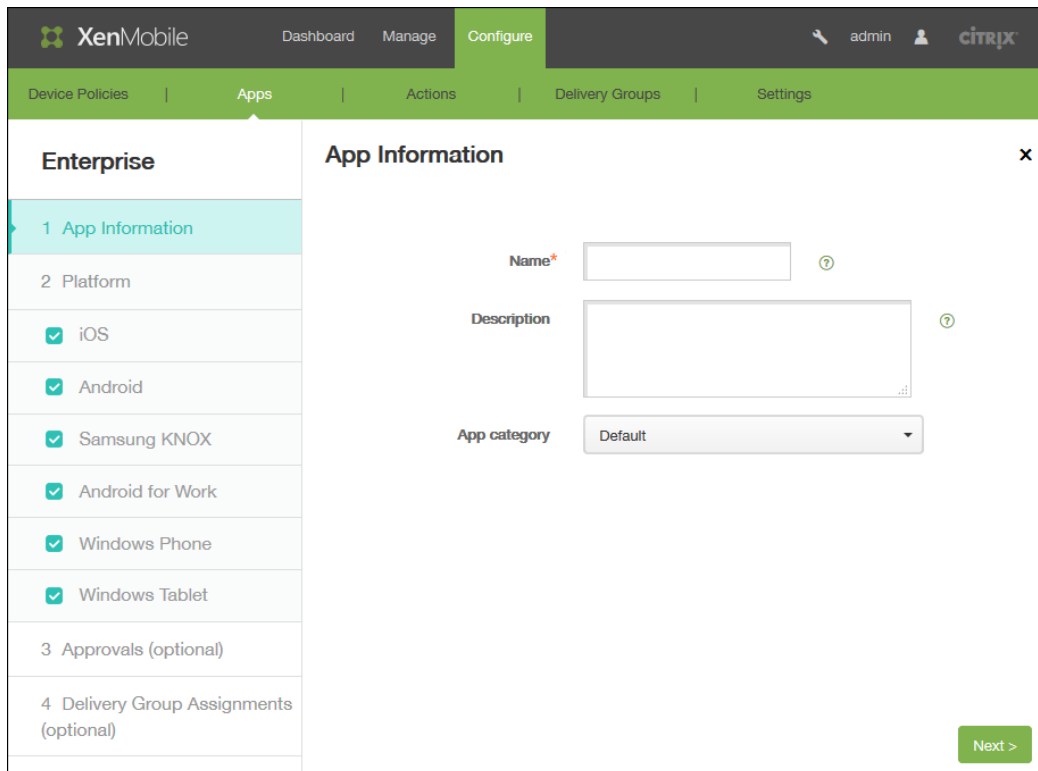 XenMobile Dashboard Manage Configure admin CİTRIX
Device Policies | Apps | Actions | Delivery Groups | Settings
Enterprise
1 App Information
2 Platform
iOS
Android
Samsung KNOX
Android for Work
Windows Phone
Windows Tablet
3 Approvals (optional)
4 Delivery Group Assignments
(optional)
App Information
x
Name* ?
Description ?
App category Default
Next >